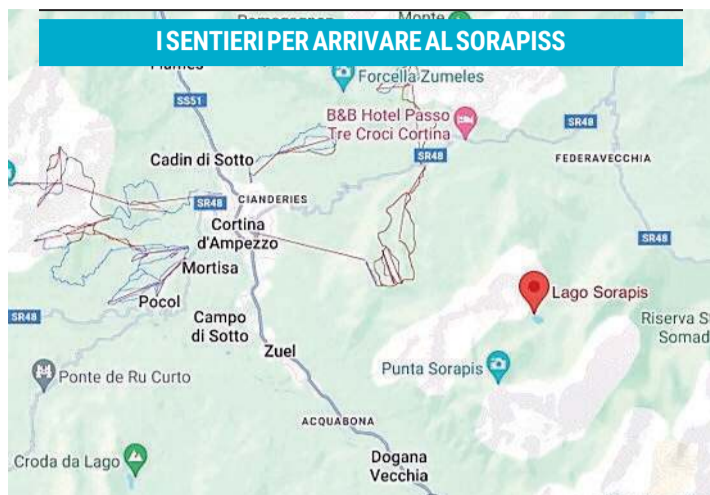 Monte
I SENTIERI PER ARRIVARE AL SORAPISS
Forcella Zumeles
SS51
B&B Hotel Passo
Tre Croci Cortina
SR48
SR48
Cadin di Sotto
FEDERAVECCHIA
CIANDERIES
SR48
Cortina
d'Ampezzo
SR48
Mortisa
Lago Sorapis
Pocol
SR48
Campo
di Sotto
Riserva S
Somad
Zuel
Punta Sorapis
Ponte de Ru Curto
ACQUABONA
Croda da Lago
Dogana
Vecchia